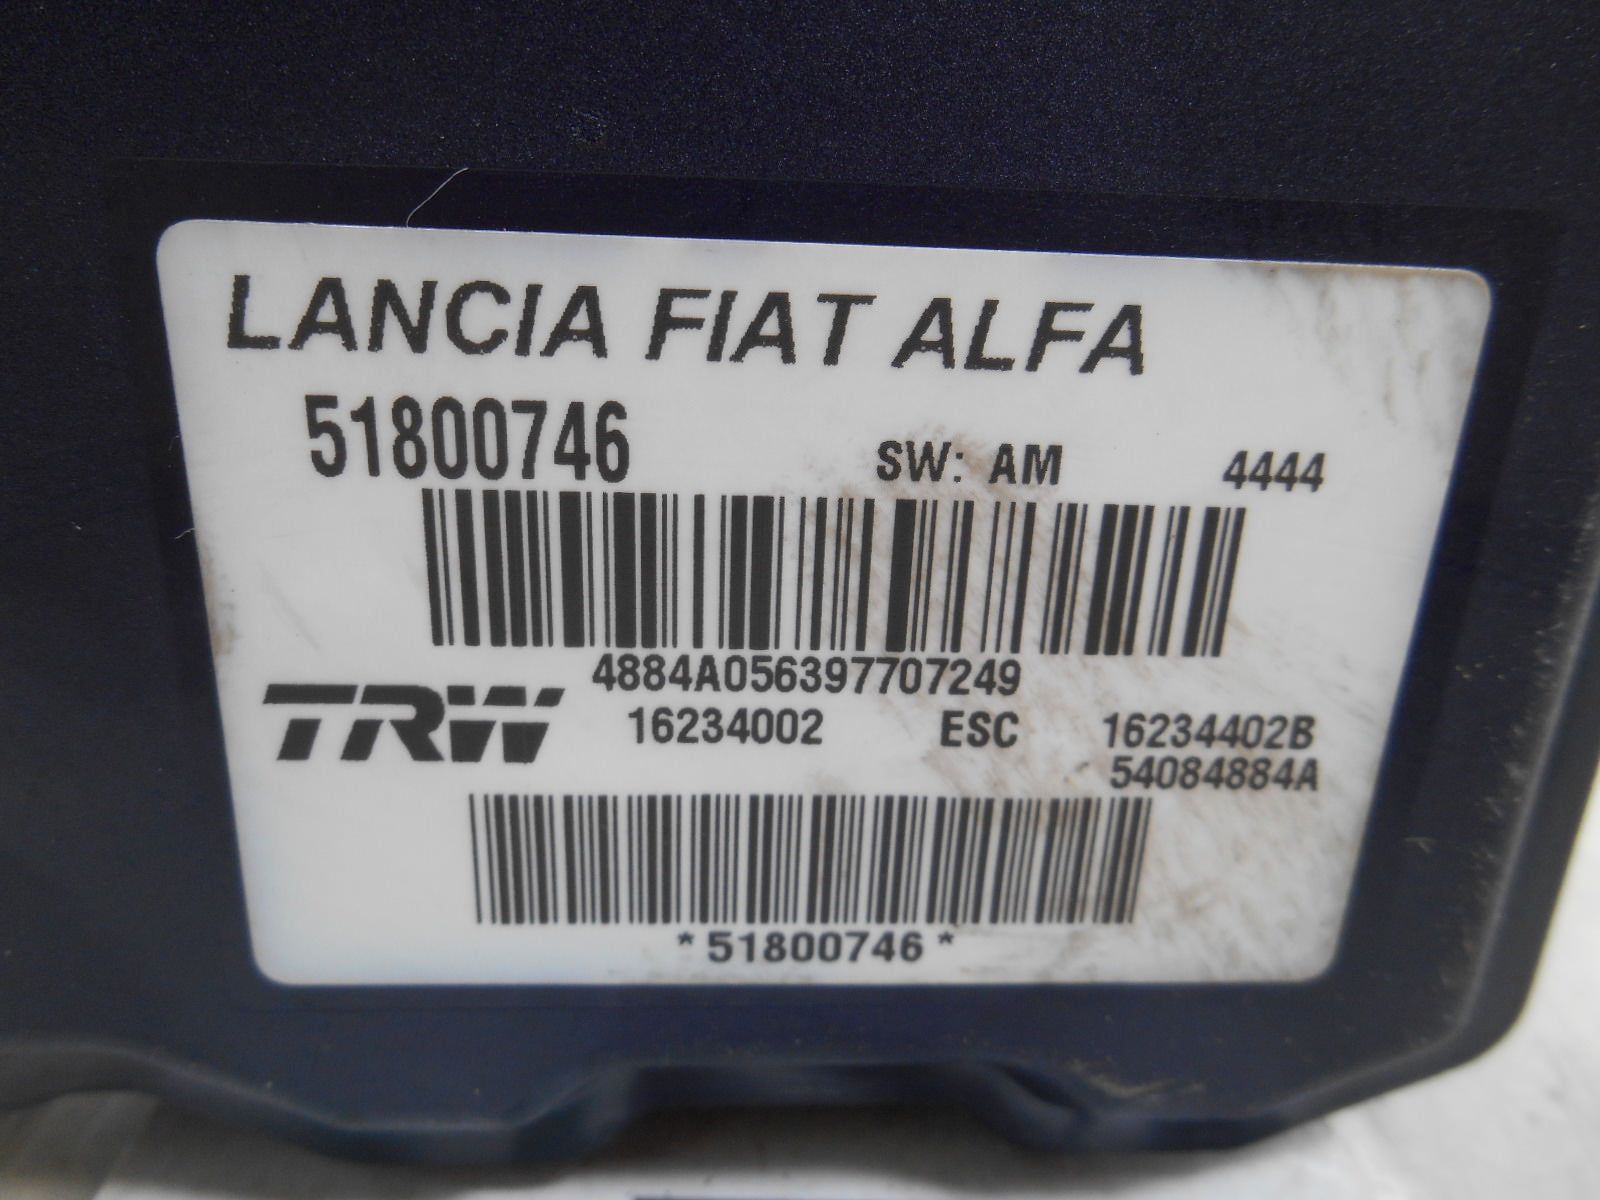 LANCIA FIAT ALFA
51800746 SW: AM 4444
4884A056397707249
TRW 16234002 ESC 16234402B
54084884A
*51800746*